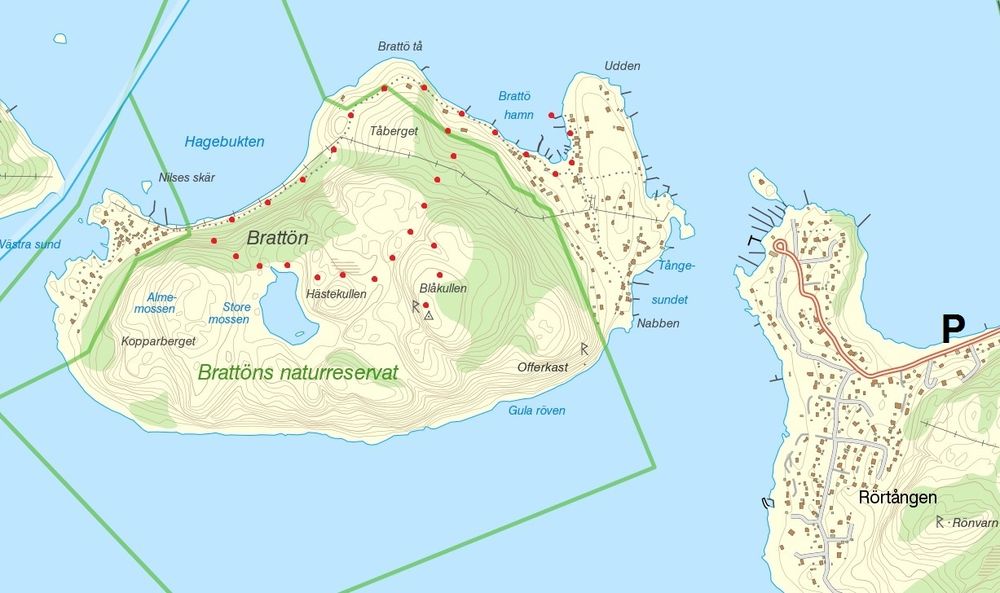 Brattö tå
Udden
Brattö
hamn
Tåberget
Hagebukten
Nilses skär
Västra sund
Brattön
Tånge-
sundet
Alme-
mossen
Store
mossen
Hästekullen
Blåkullen
R
Nabben
P
Kopparberget
R
Offerkast
Brattöns naturreservat
Gula röven
Rörtången
R Rönvarn